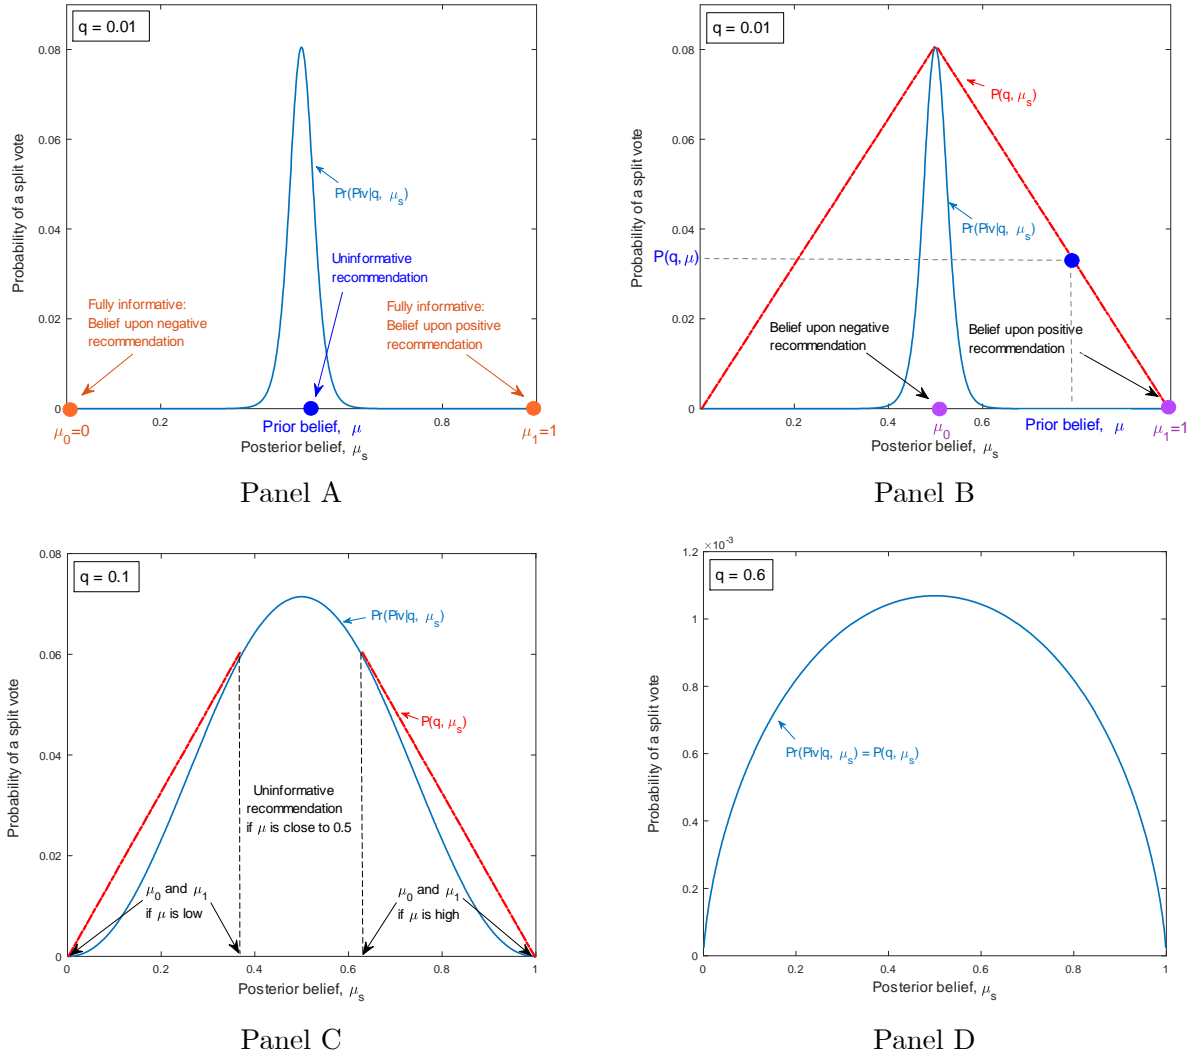 q = 0.01
0.08
0.06
0.04
0.02
0
Probability of a split vote
Pr(Piv|q, μs)
Uninformative
recommendation
Fully informative:
Belief upon negative
recommendation
Fully informative:
Belief upon positive
recommendation
0.2
0.8
μ0=0
Prior belief, μ
μ1=1
Posterior belief, μs
Panel A
q = 0.01
0.08
0.06
0.04
0.02
0
Probability of a split vote
P(q, μs)
Pr(Piv|q, μs)
P(q, μ)
Belief upon negative
recommendation
Belief upon positive
recommendation
0.2
0.4
0.6
0.8
1
μ0
Prior belief, μ
μ1=1
Posterior belief, μs
Panel B
q = 0.1
0.08
0.06
0.04
0.02
0
Probability of a split vote
Pr(Piv|q, μs)
P(q, μs)
Uninformative
recommendation
if μ is close to 0.5
μ0 and μ1
if μ is low
μ0 and μ1
if μ is high
0
0.2
0.4
0.6
0.8
1
Posterior belief, μs
Panel C
×10-3
q = 0.6
1.2
1
0.8
0.6
0.4
0.2
0
Probability of a split vote
Pr(Piv|q, μs) = P(q, μs)
0
0.2
0.4
0.6
0.8
1
Posterior belief, μs
Panel D